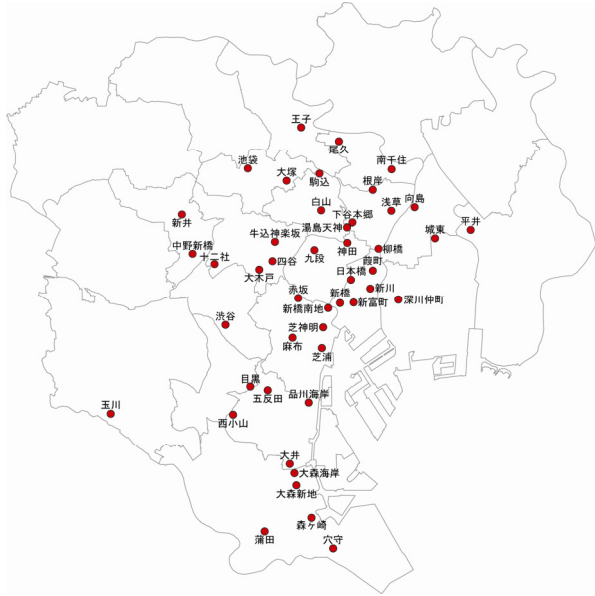 王子
尾久
池袋
大塚
駒込
南千住
根岸
白山
浅草
向島
新井
下谷本郷
湯島天神
城東
平井
牛込神楽坂
中野新橋
十二社
四谷
九段
神田
柳橋
大木戸
日本橋
葭町
赤坂
新橋
新川
新富町
深川仲町
新橋南地
渋谷
芝神明
麻布
芝浦
目黒
五反田
品川海岸
玉川
西小山
大井
大森海岸
大森新地
森ヶ崎
蒲田
穴守